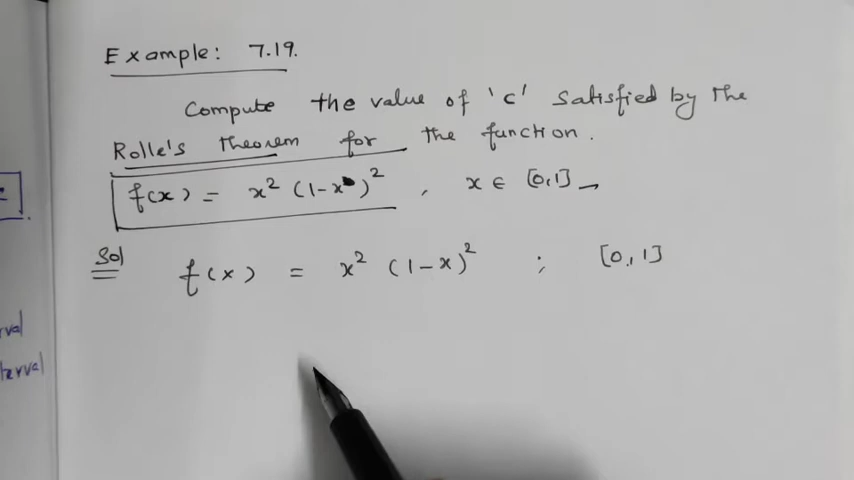 Example: 7.19.
Compute the value of 'c' satisfied by the
Rolle's theorem for the function.
f(x) = x² (1-x)² , x ∈ [0,1]
Sol
f(x) = x² (1-x)² ; [0,1]